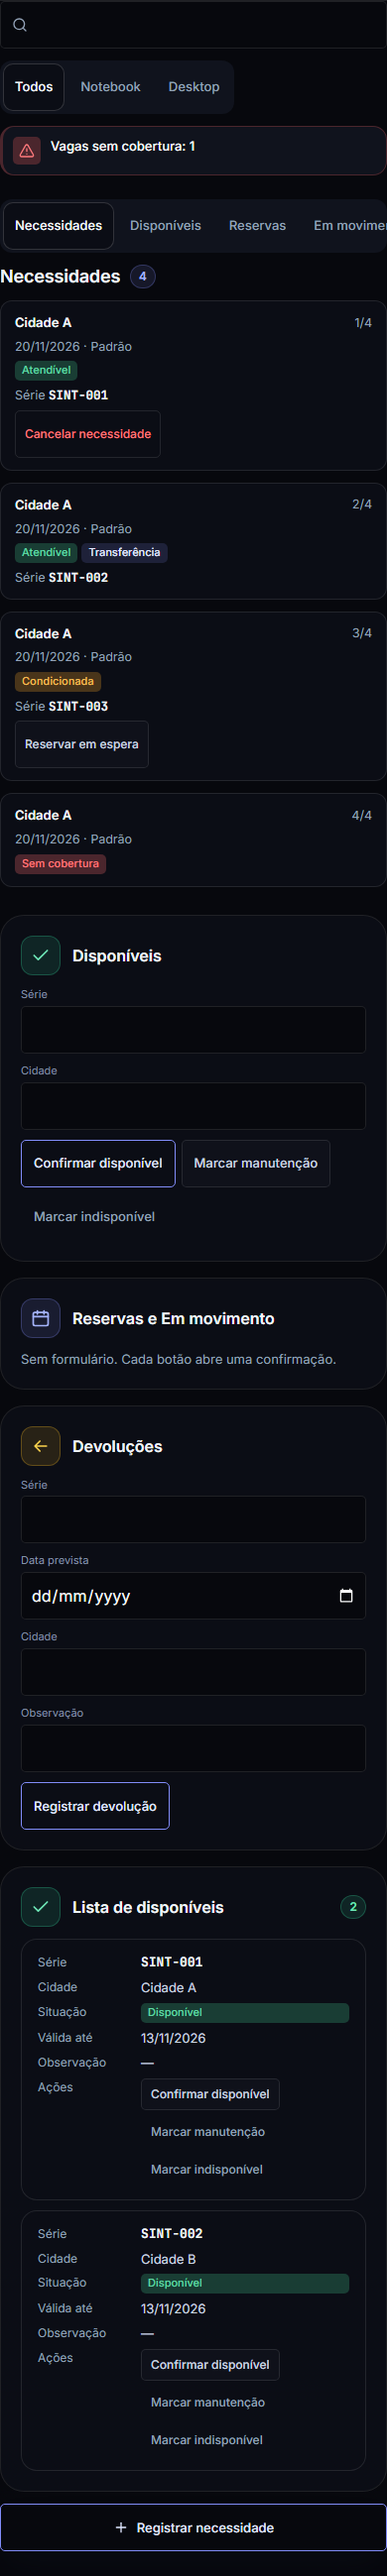 Todos Notebook Desktop
Vagas sem cobertura: 1
Necessidades Disponíveis Reservas Em movime
Necessidades 4
Cidade A 1/4
20/11/2026 · Padrão
Atendível
Série SINT-001
Cancelar necessidade
Cidade A 2/4
20/11/2026 · Padrão
Atendível Transferência
Série SINT-002
Cidade A 3/4
20/11/2026 · Padrão
Condicionada
Série SINT-003
Reservar em espera
Cidade A 4/4
20/11/2026 · Padrão
Sem cobertura
Disponíveis
Série
Cidade
Confirmar disponível Marcar manutenção
Marcar indisponível
Reservas e Em movimento
Sem formulário. Cada botão abre uma confirmação.
Devoluções
Série
Data prevista
dd/mm/yyyy
Cidade
Observação
Registrar devolução
Lista de disponíveis 2
Série SINT-001
Cidade Cidade A
Situação Disponível
Válida até 13/11/2026
Observação —
Ações Confirmar disponível
Marcar manutenção
Marcar indisponível
Série SINT-002
Cidade Cidade B
Situação Disponível
Válida até 13/11/2026
Observação —
Ações Confirmar disponível
Marcar manutenção
Marcar indisponível
+ Registrar necessidade